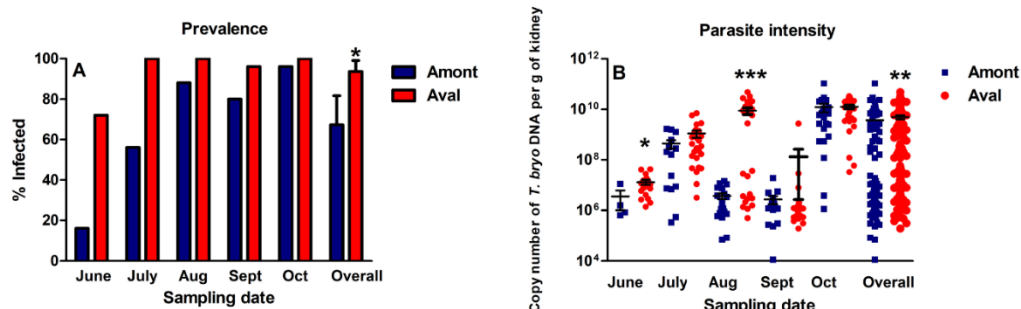 Prevalence
A
100
80
60
40
20
0
% Infected
June July Aug Sept Oct Overall
Sampling date
*
Amont
Aval
Parasite intensity
B
10¹²
10¹⁰
10⁸
10⁶
10⁴
Copy number of T. bryo DNA per g of kidney
* *** **
June July Aug Sept Oct Overall
Sampling date
Amont
Aval